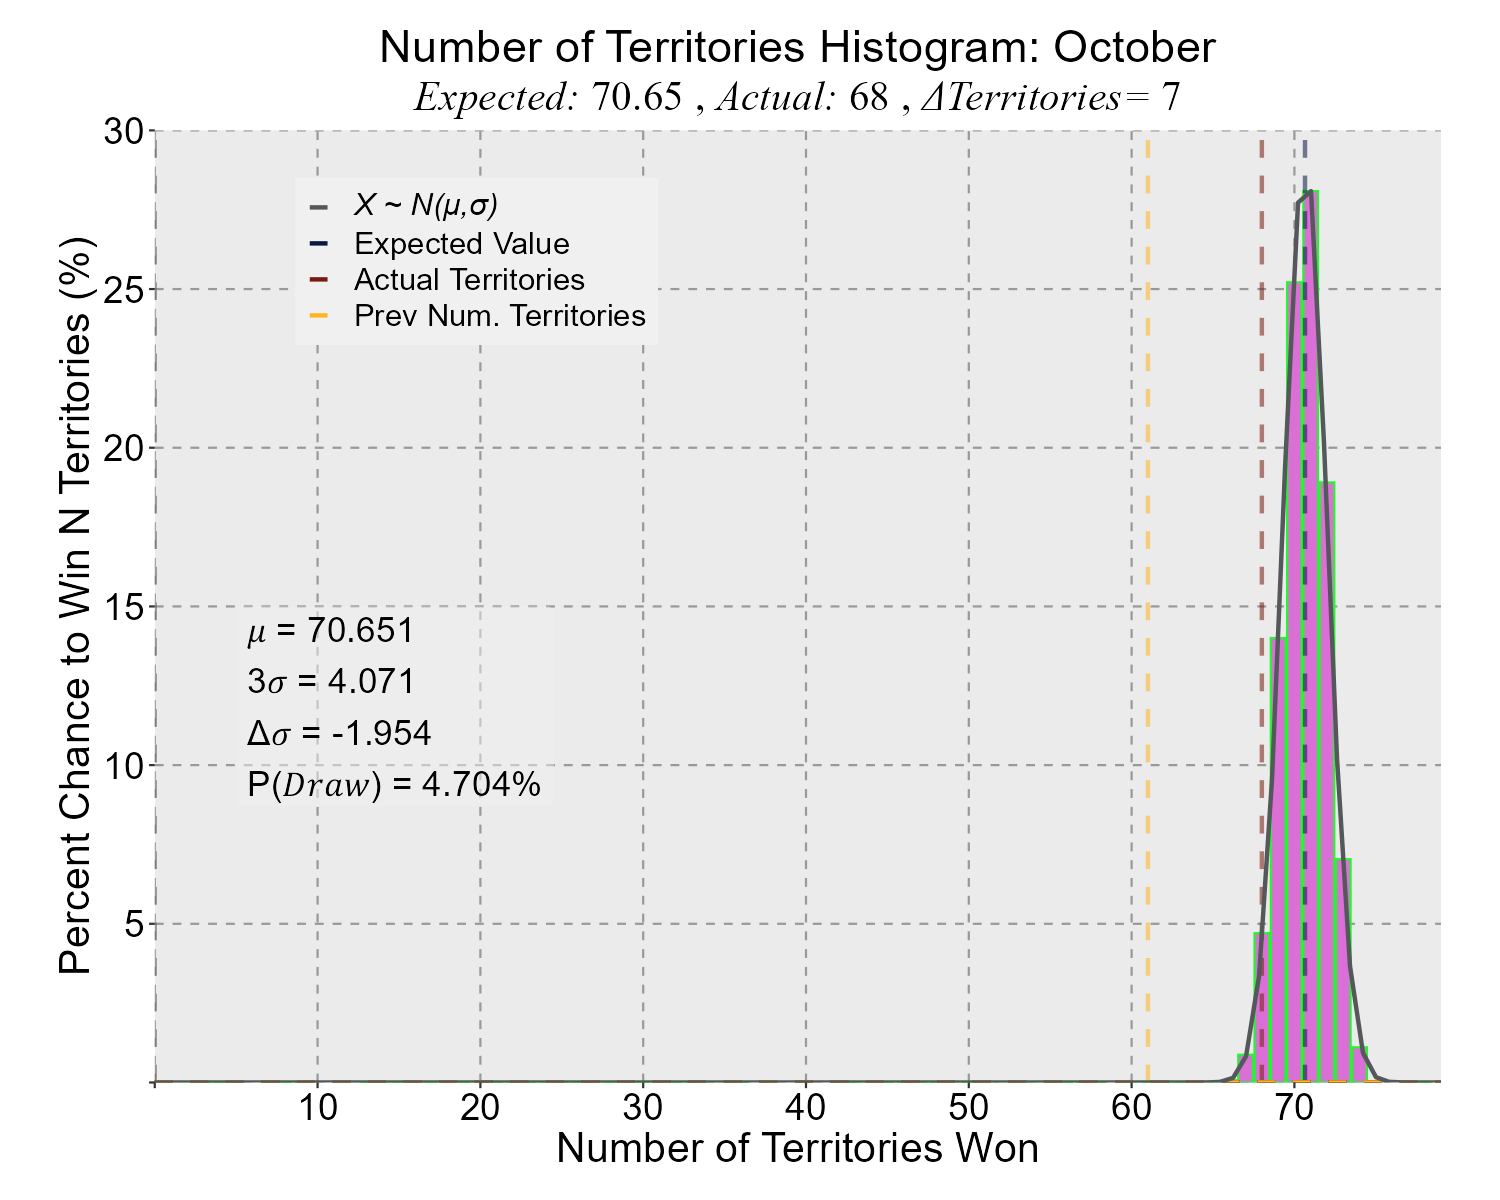 Number of Territories Histogram: October
Expected: 70.65 , Actual: 68 , ΔTerritories= 7
Percent Chance to Win N Territories (%)
30
25
20
15
10
5
X ~ N(μ,σ)
Expected Value
Actual Territories
Prev Num. Territories
μ = 70.651
3σ = 4.071
Δσ = -1.954
P(Draw) = 4.704%
10 20 30 40 50 60 70
Number of Territories Won